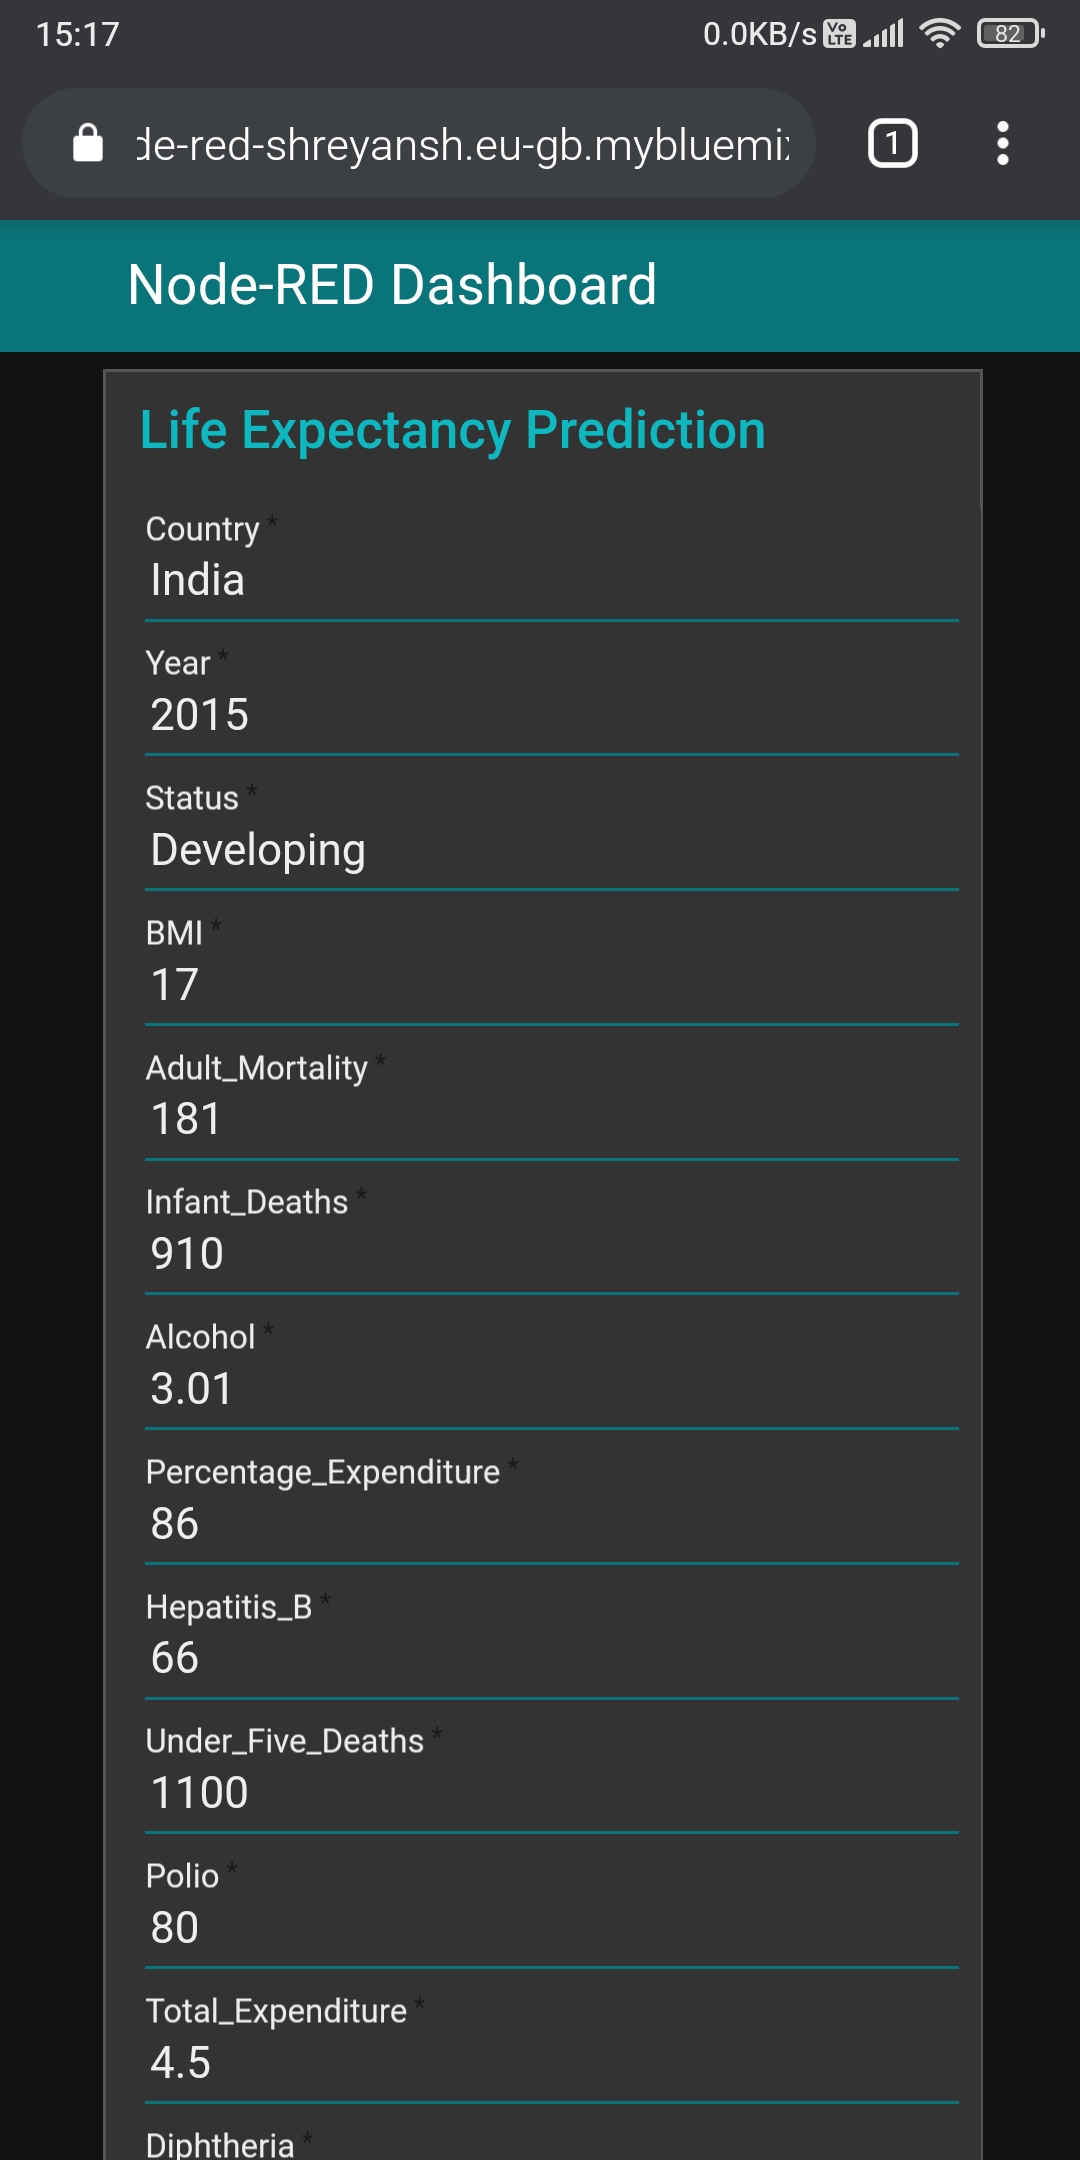 15:17
0.0KB/s Vo LTE 82
de-red-shreyansh.eu-gb.mybluemi
1
Node-RED Dashboard
Life Expectancy Prediction
Country *
India
Year *
2015
Status *
Developing
BMI *
17
Adult_Mortality *
181
Infant_Deaths *
910
Alcohol *
3.01
Percentage_Expenditure *
86
Hepatitis_B *
66
Under_Five_Deaths *
1100
Polio *
80
Total_Expenditure *
4.5
Diphtheria *